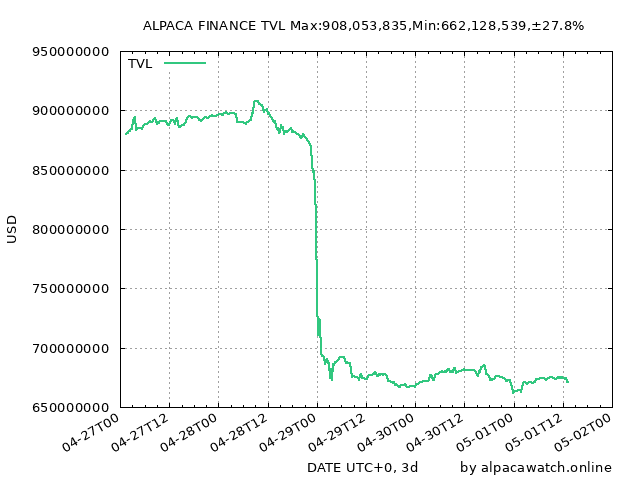 ALPACA FINANCE TVL Max:908,053,835,Min:662,128,539,±27.8%
TVL
950000000
900000000
850000000
800000000
750000000
700000000
650000000
USD
04-27T00
04-27T12
04-28T00
04-28T12
04-29T00
04-29T12
04-30T00
04-30T12
05-01T00
05-01T12
05-02T00
DATE UTC+0, 3d
by alpacawatch.online